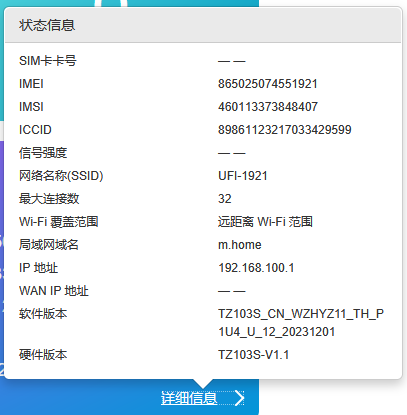 状态信息
SIM卡卡号 — —
IMEI 865025074551921
IMSI 460113373848407
ICCID 89861123217033429599
信号强度 — —
网络名称(SSID) UFI-1921
最大连接数 32
Wi-Fi 覆盖范围 远距离 Wi-Fi 范围
局域网域名 m.home
IP 地址 192.168.100.1
WAN IP 地址 — —
软件版本 TZ103S_CN_WZHYZ11_TH_P
1U4_U_12_20231201
硬件版本 TZ103S-V1.1
详细信息